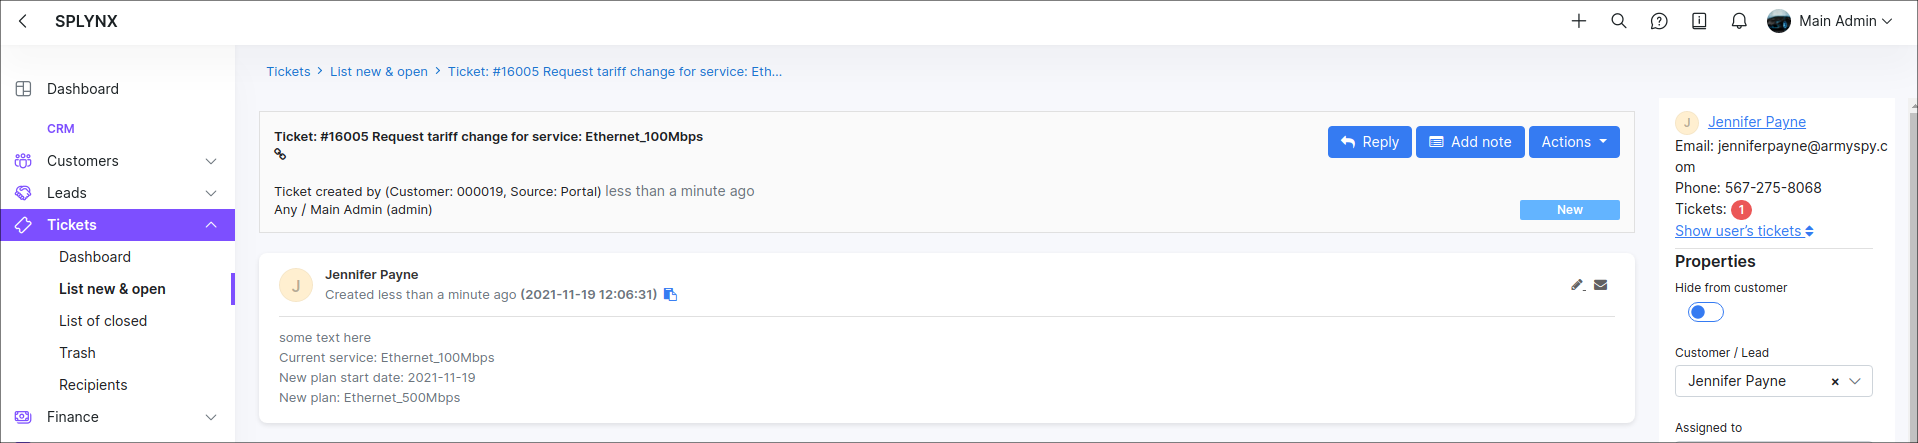 SPLYNX
Main Admin
Dashboard
CRM
Customers
Leads
Tickets
Dashboard
List new & open
List of closed
Trash
Recipients
Finance
Tickets > List new & open > Ticket: #16005 Request tariff change for service: Eth...
Ticket: #16005 Request tariff change for service: Ethernet_100Mbps
Reply
Add note
Actions
Ticket created by (Customer: 000019, Source: Portal) less than a minute ago
Any / Main Admin (admin)
New
J
Jennifer Payne
Created less than a minute ago (2021-11-19 12:06:31)
some text here
Current service: Ethernet_100Mbps
New plan start date: 2021-11-19
New plan: Ethernet_500Mbps
J
Jennifer Payne
Email: jenniferpayne@armyspy.c
om
Phone: 567-275-8068
Tickets: 1
Show user's tickets
Properties
Hide from customer
Customer / Lead
Jennifer Payne ×
Assigned to